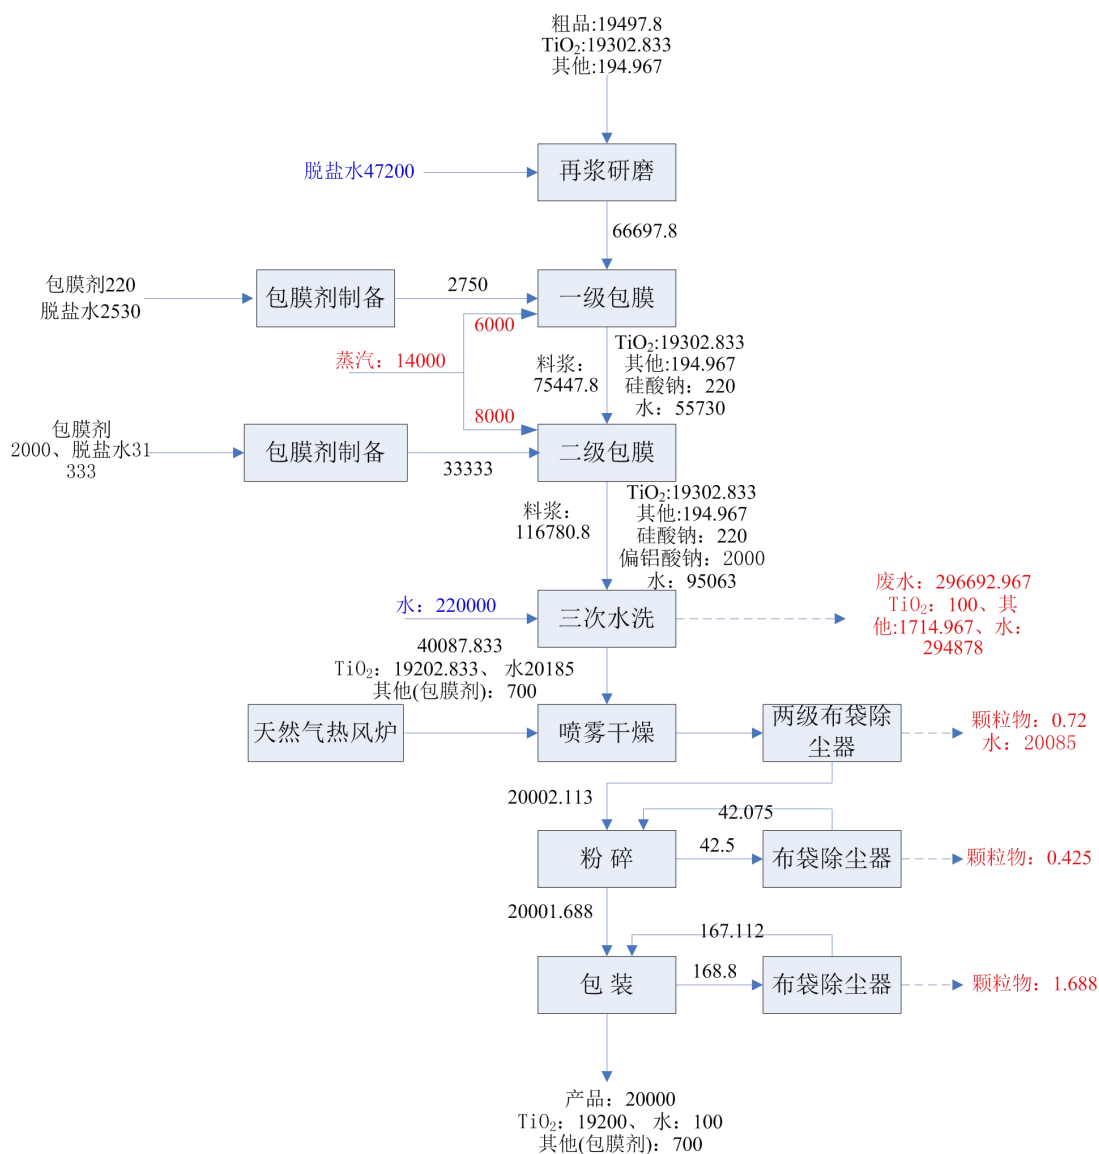 粗品:19497.8
TiO₂:19302.833
其他:194.967
脱盐水47200
再浆研磨
66697.8
包膜剂220
脱盐水2530
包膜剂制备
2750
一级包膜
6000
蒸汽：14000
料浆：
75447.8
TiO₂:19302.833
其他:194.967
硅酸钠：220
水：55730
8000
包膜剂
2000、脱盐水31
333
包膜剂制备
33333
二级包膜
料浆：
116780.8
TiO₂:19302.833
其他:194.967
硅酸钠：220
偏铝酸钠：2000
水：95063
水：220000
三次水洗
废水：296692.967
TiO₂：100、其
他:1714.967、水：
294878
40087.833
TiO₂：19202.833、 水20185
其他(包膜剂)：700
天然气热风炉
喷雾干燥
两级布袋除
尘器
颗粒物：0.72
水：20085
20002.113
42.075
粉 碎
42.5
布袋除尘器
颗粒物：0.425
20001.688
167.112
包 装
168.8
布袋除尘器
颗粒物：1.688
产品：20000
TiO₂：19200、 水：100
其他(包膜剂)：700